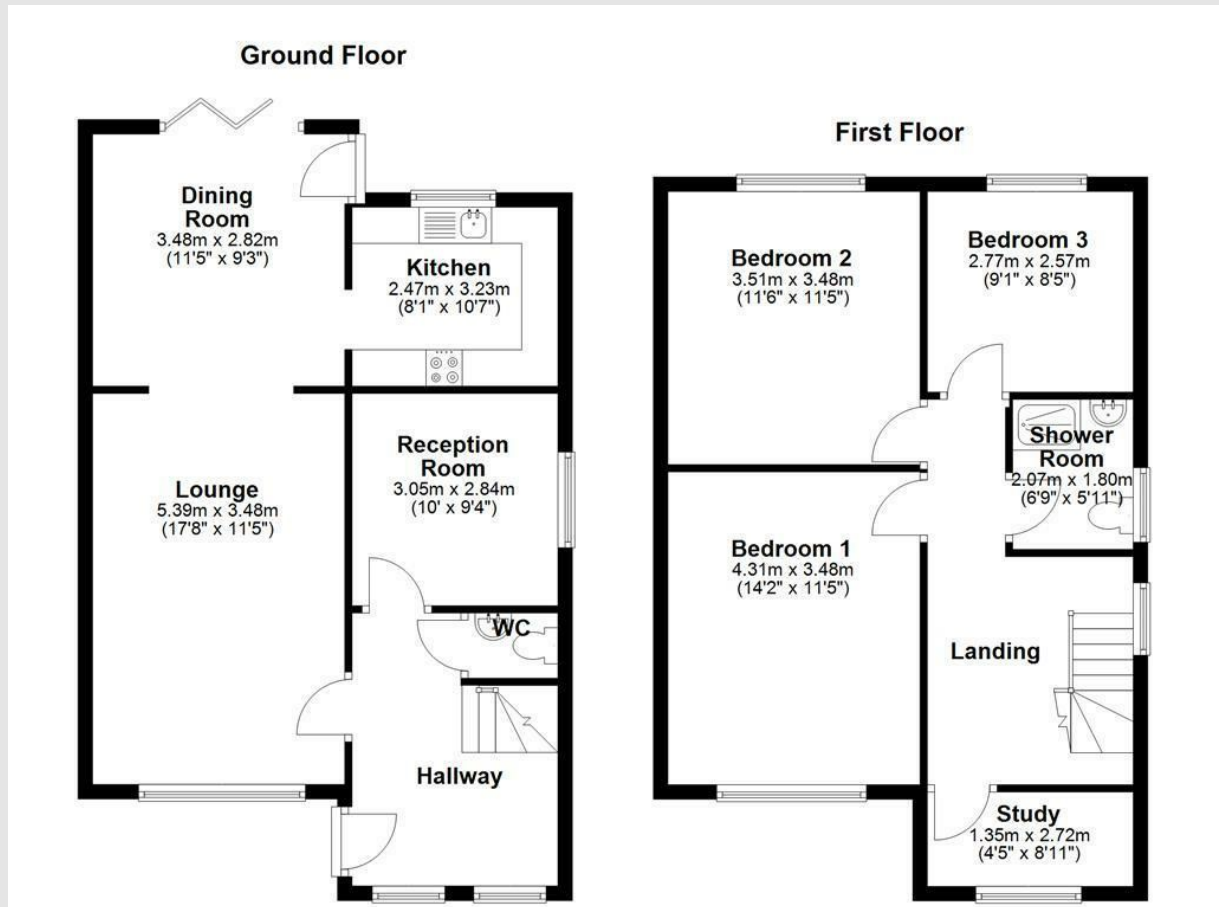 Ground Floor
Dining
Room
3.48m x 2.82m
(11'5" x 9'3")
Kitchen
2.47m x 3.23m
(8'1" x 10'7")
Lounge
5.39m x 3.48m
(17'8" x 11'5")
Reception
Room
3.05m x 2.84m
(10' x 9'4")
WC
Hallway
First Floor
Bedroom 2
3.51m x 3.48m
(11'6" x 11'5")
Bedroom 3
2.77m x 2.57m
(9'1" x 8'5")
Shower
Room
2.07m x 1.80m
(6'9" x 5'11")
Bedroom 1
4.31m x 3.48m
(14'2" x 11'5")
Landing
Study
1.35m x 2.72m
(4'5" x 8'11")